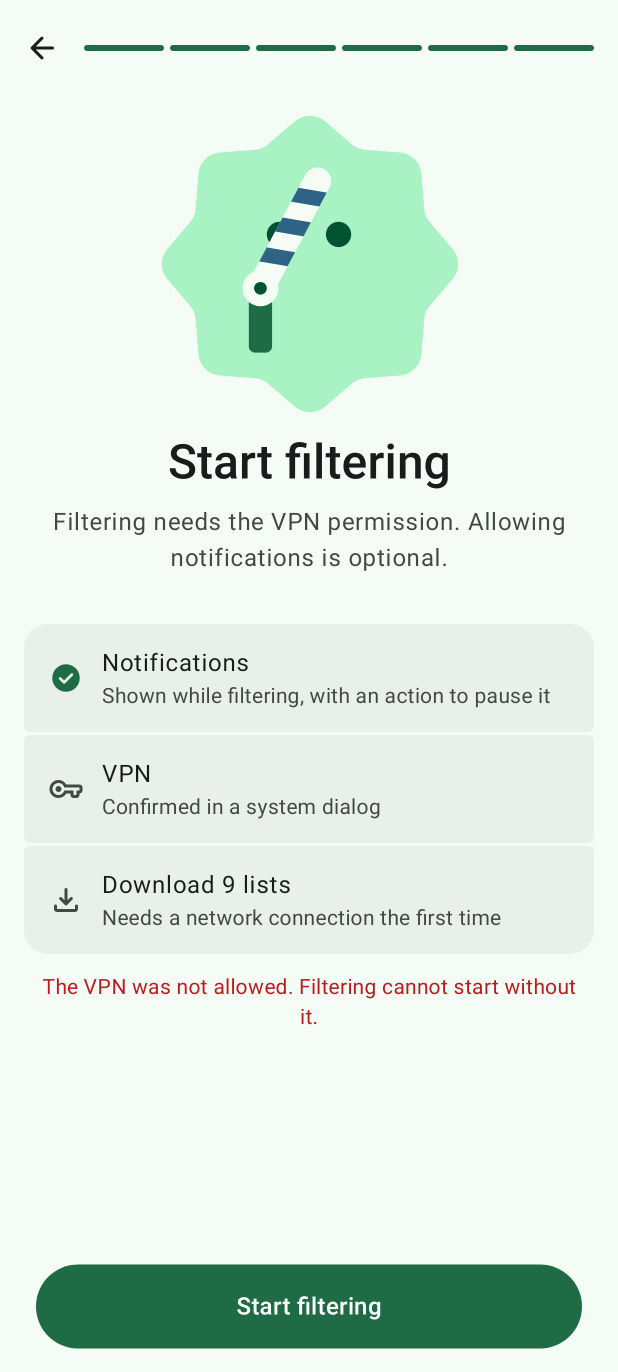 Start filtering
Filtering needs the VPN permission. Allowing
notifications is optional.
Notifications
Shown while filtering, with an action to pause it
VPN
Confirmed in a system dialog
Download 9 lists
Needs a network connection the first time
The VPN was not allowed. Filtering cannot start without
it.
Start filtering